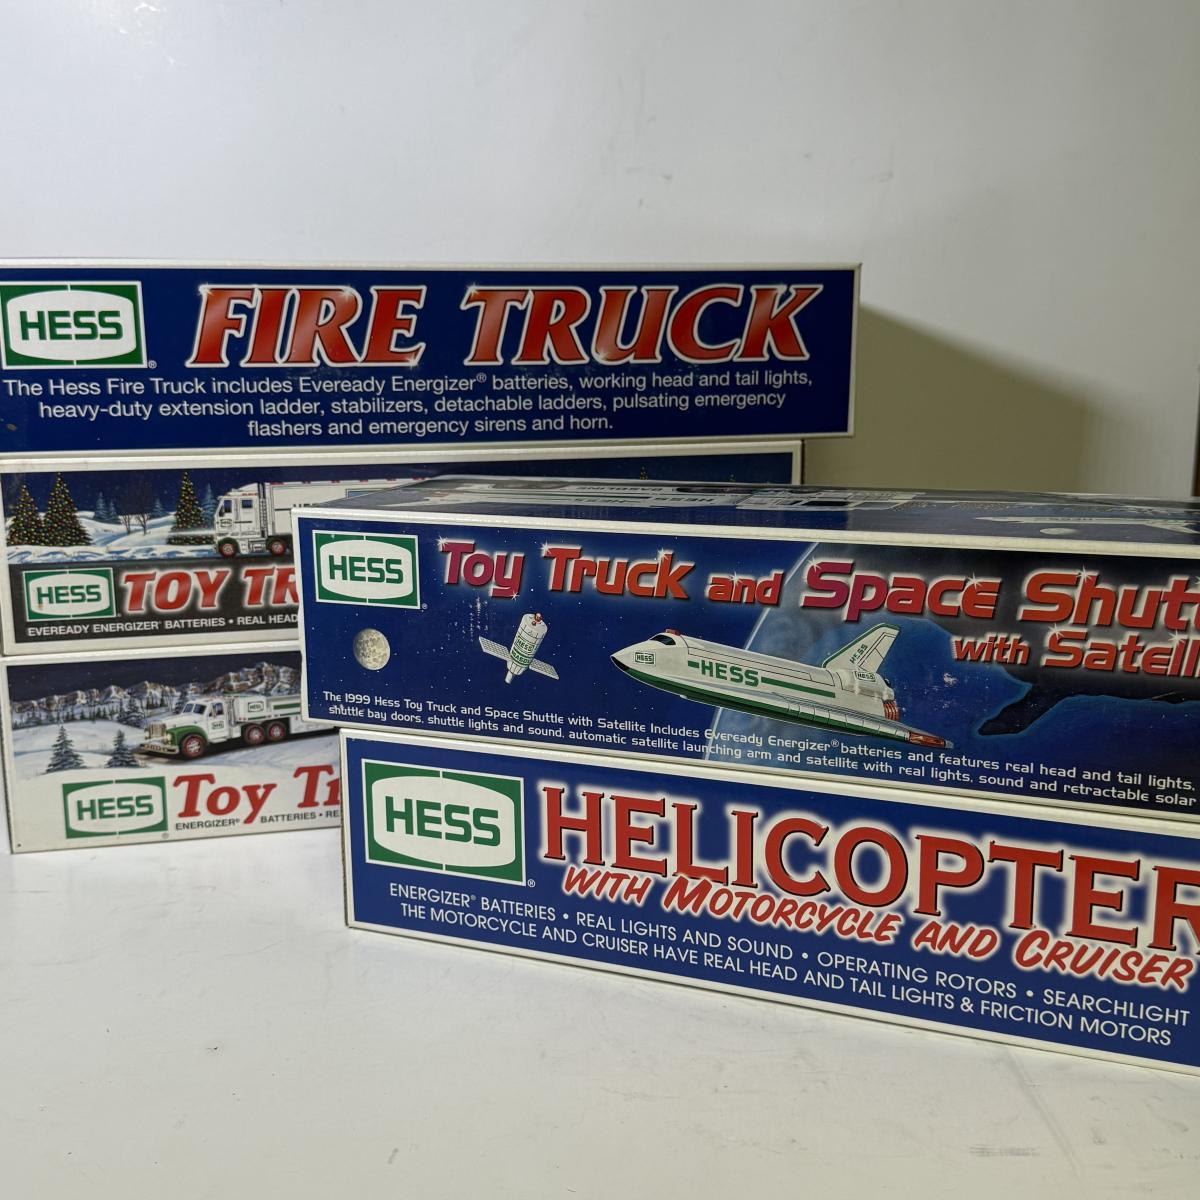 HESS
FIRE TRUCK
The Hess Fire Truck includes Eveready Energizer® batteries, working head and tail lights,
heavy-duty extension ladder, stabilizers, detachable ladders, pulsating emergency
flashers and emergency sirens and horn.
HESS
TOY TR
EVEREADY ENERGIZER® BATTERIES • REAL HEAD
HESS
Toy Tr
ENERGIZER® BATTERIES • RE
HESS
Toy Truck and Space Shut
with Satell
HESS
HESS
HESS
HESS
HESS
The 1999 Hess Toy Truck and Space Shuttle with Satellite Includes Eveready Energizer® batteries and features real head and tail lights,
shuttle bay doors, shuttle lights and sound, automatic satellite launching arm and satellite with real lights, sound and retractable solar
HESS®
HELICOPTER
WITH MOTORCYCLE AND CRUISER
ENERGIZER® BATTERIES • REAL LIGHTS AND SOUND • OPERATING ROTORS • SEARCHLIGHT
THE MOTORCYCLE AND CRUISER HAVE REAL HEAD AND TAIL LIGHTS & FRICTION MOTORS